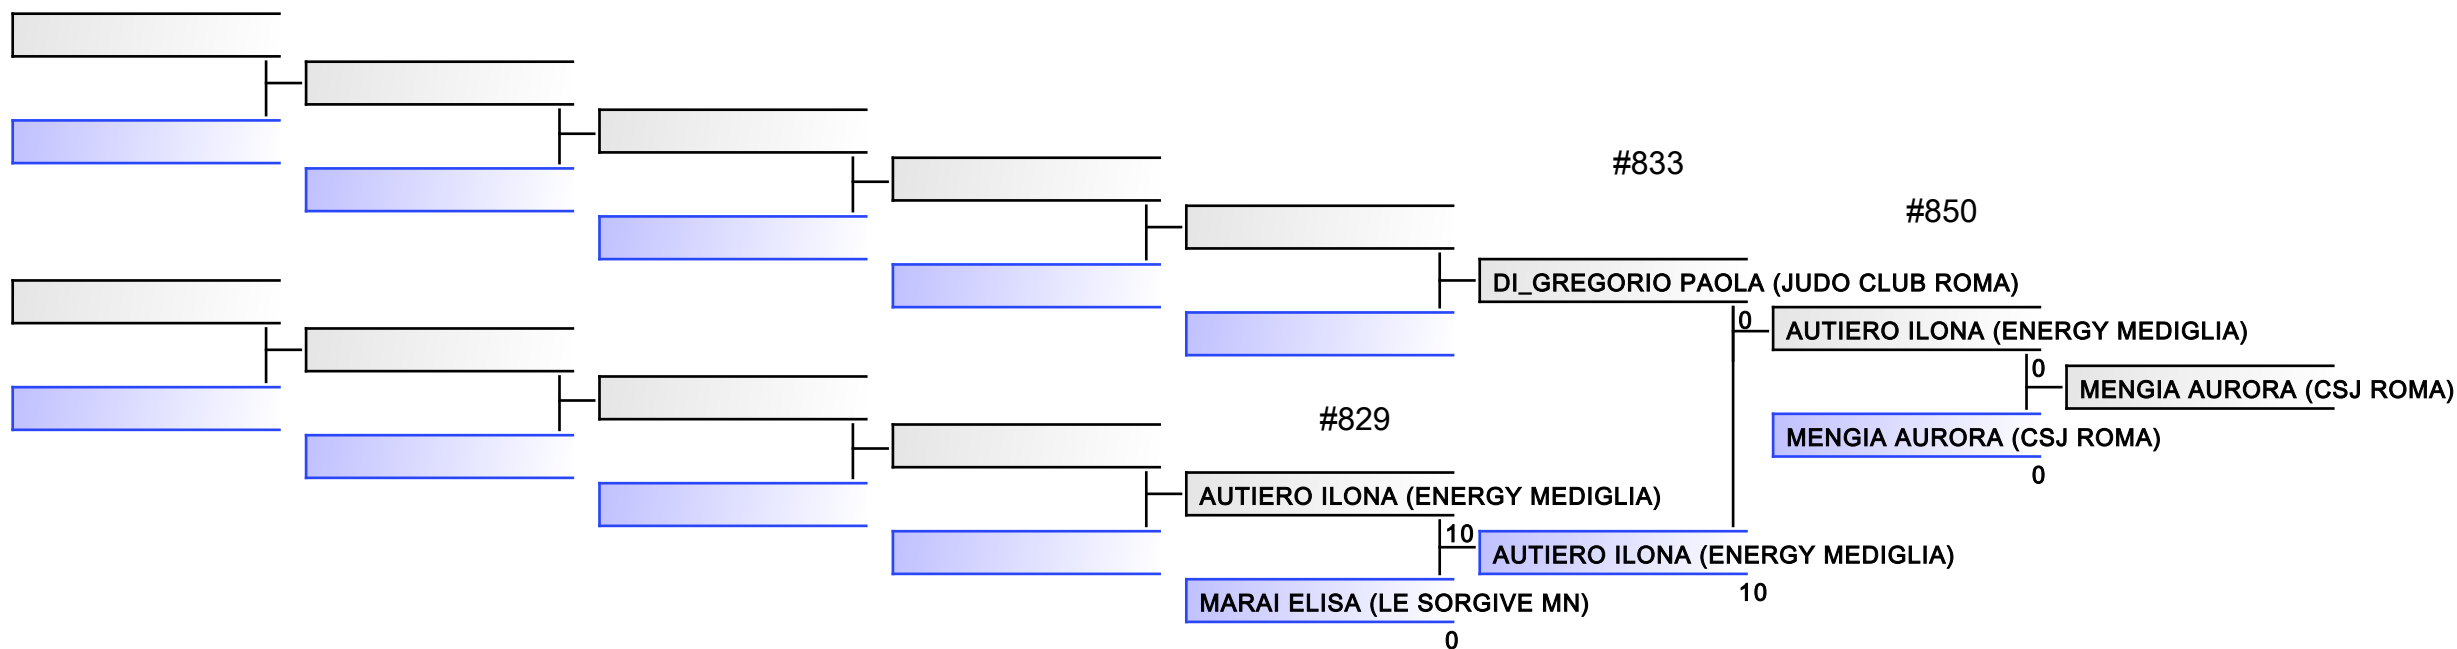 #833
#850
DI_GREGORIO PAOLA (JUDO CLUB ROMA)
0
AUTIERO ILONA (ENERGY MEDIGLIA)
0
MENGIA AURORA (CSJ ROMA)
#829
MENGIA AURORA (CSJ ROMA)
0
AUTIERO ILONA (ENERGY MEDIGLIA)
10
AUTIERO ILONA (ENERGY MEDIGLIA)
10
MARAI ELISA (LE SORGIVE MN)
0